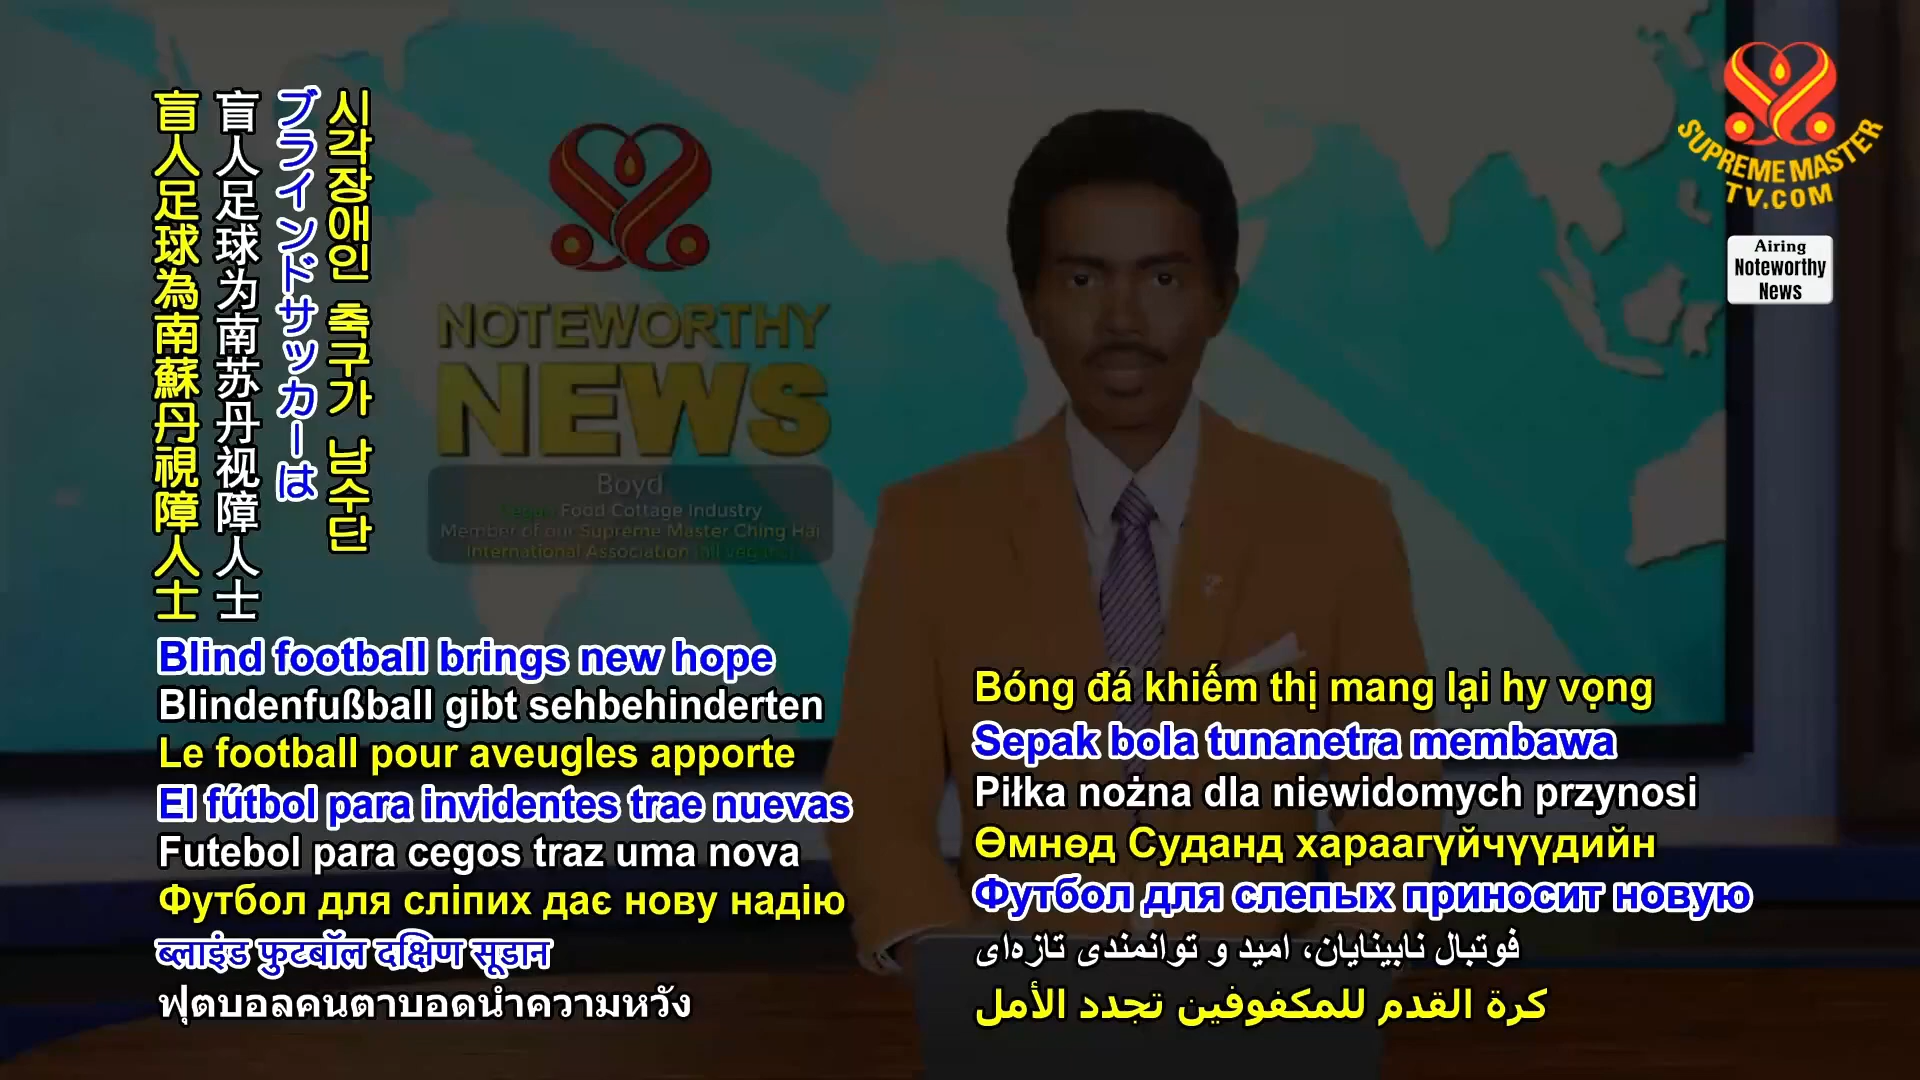 盲人足球為南蘇丹視障人士
盲人足球为南苏丹视障人士
ブラインドサッカーは
시각장애인 축구가 남수단
SUPREME MASTER
TV.COM
Airing
Noteworthy
News
NOTEWORTHY
NEWS
Boyd
Food Cottage Industry
Member of our Supreme Master Ching Hai
International Association
Blind football brings new hope
Blindenfußball gibt sehbehinderten
Le football pour aveugles apporte
El fútbol para invidentes trae nuevas
Futebol para cegos traz uma nova
Футбол для сліпих дає нову надію
ब्लाइंड फुटबॉल दक्षिण सूडान
ฟุตบอลคนตาบอดนำความหวัง
Bóng đá khiếm thị mang lại hy vọng
Sepak bola tunanetra membawa
Piłka nożna dla niewidomych przynosi
Өмнөд Суданд хараагүйчүүдийн
Футбол для слепых приносит новую
فوتبال نابینایان، امید و توانمندی تازه‌ای
كرة القدم للمكفوفين تجدد الأمل